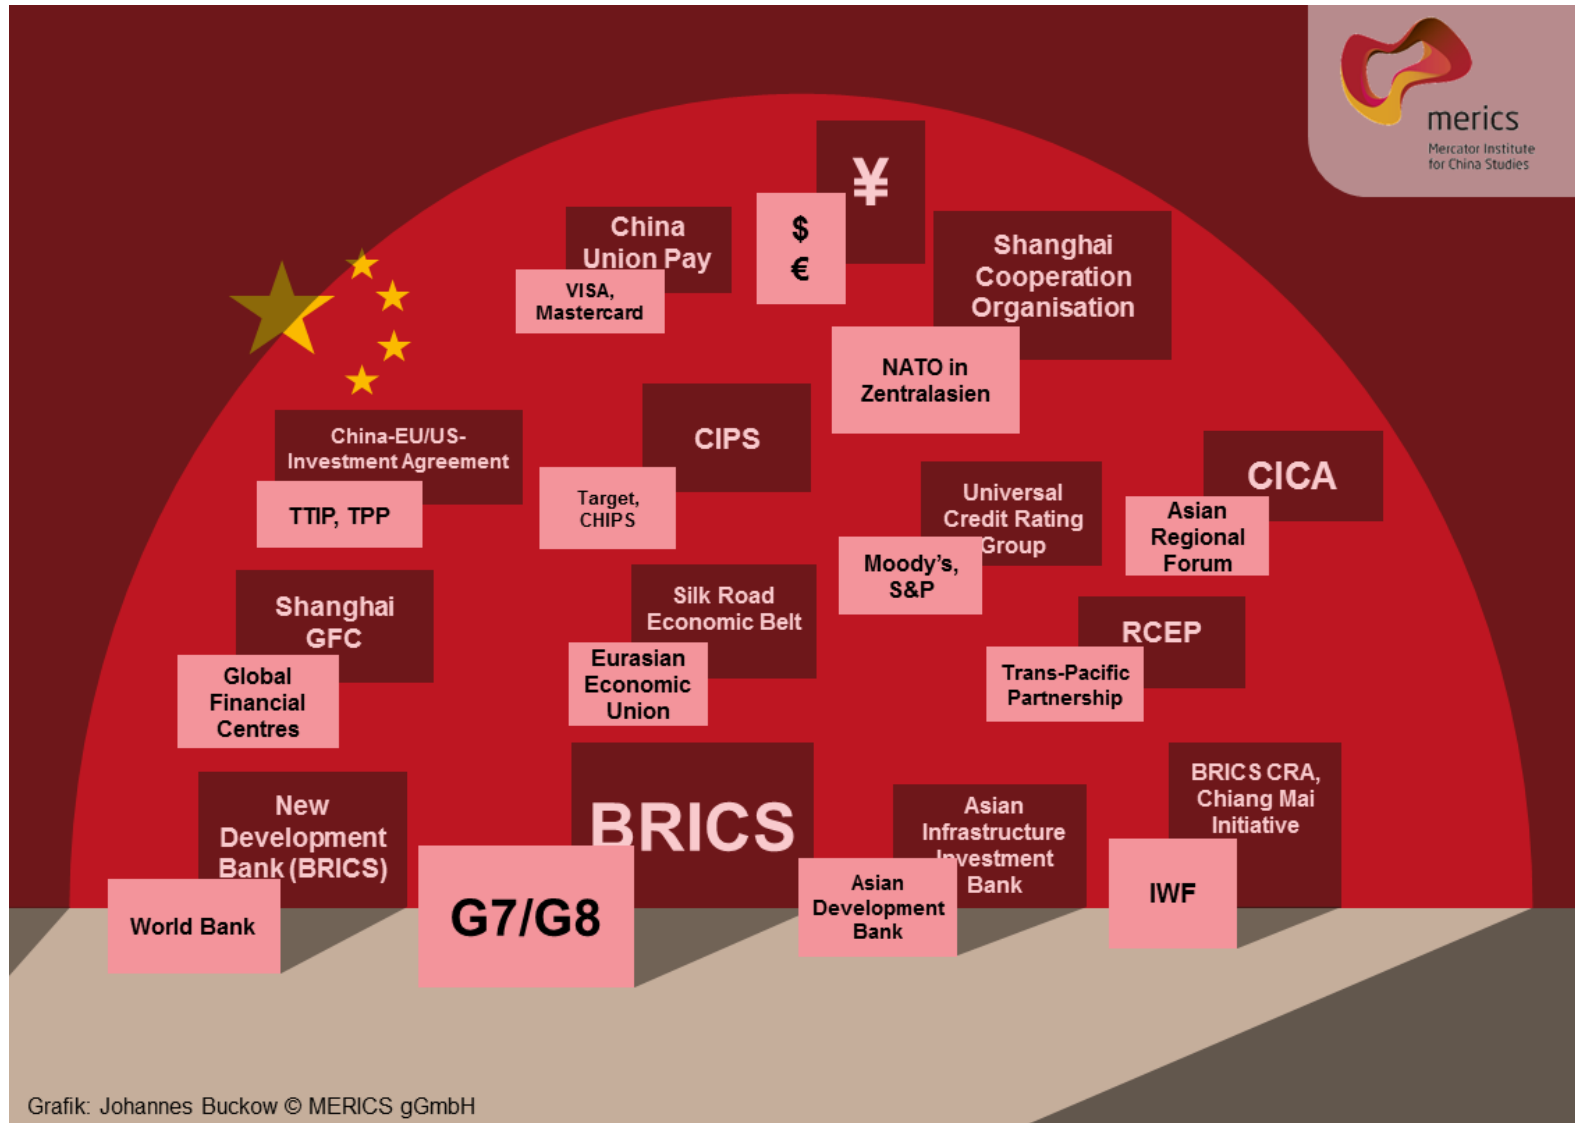 merics
Mercator Institute
for China Studies
¥
$
€
China
Union Pay
VISA,
Mastercard
Shanghai
Cooperation
Organisation
NATO in
Zentralasien
China-EU/US-
Investment Agreement
TTIP, TPP
CIPS
Target,
CHIPS
Universal
Credit Rating
Group
Moody's,
S&P
CICA
Asian
Regional
Forum
Shanghai
GFC
Global
Financial
Centres
Silk Road
Economic Belt
Eurasian
Economic
Union
RCEP
Trans-Pacific
Partnership
New
Development
Bank (BRICS)
World Bank
BRICS
G7/G8
Asian
Infrastructure
Investment
Bank
Asian
Development
Bank
BRICS CRA,
Chiang Mai
Initiative
IWF
Grafik: Johannes Buckow © MERICS gGmbH